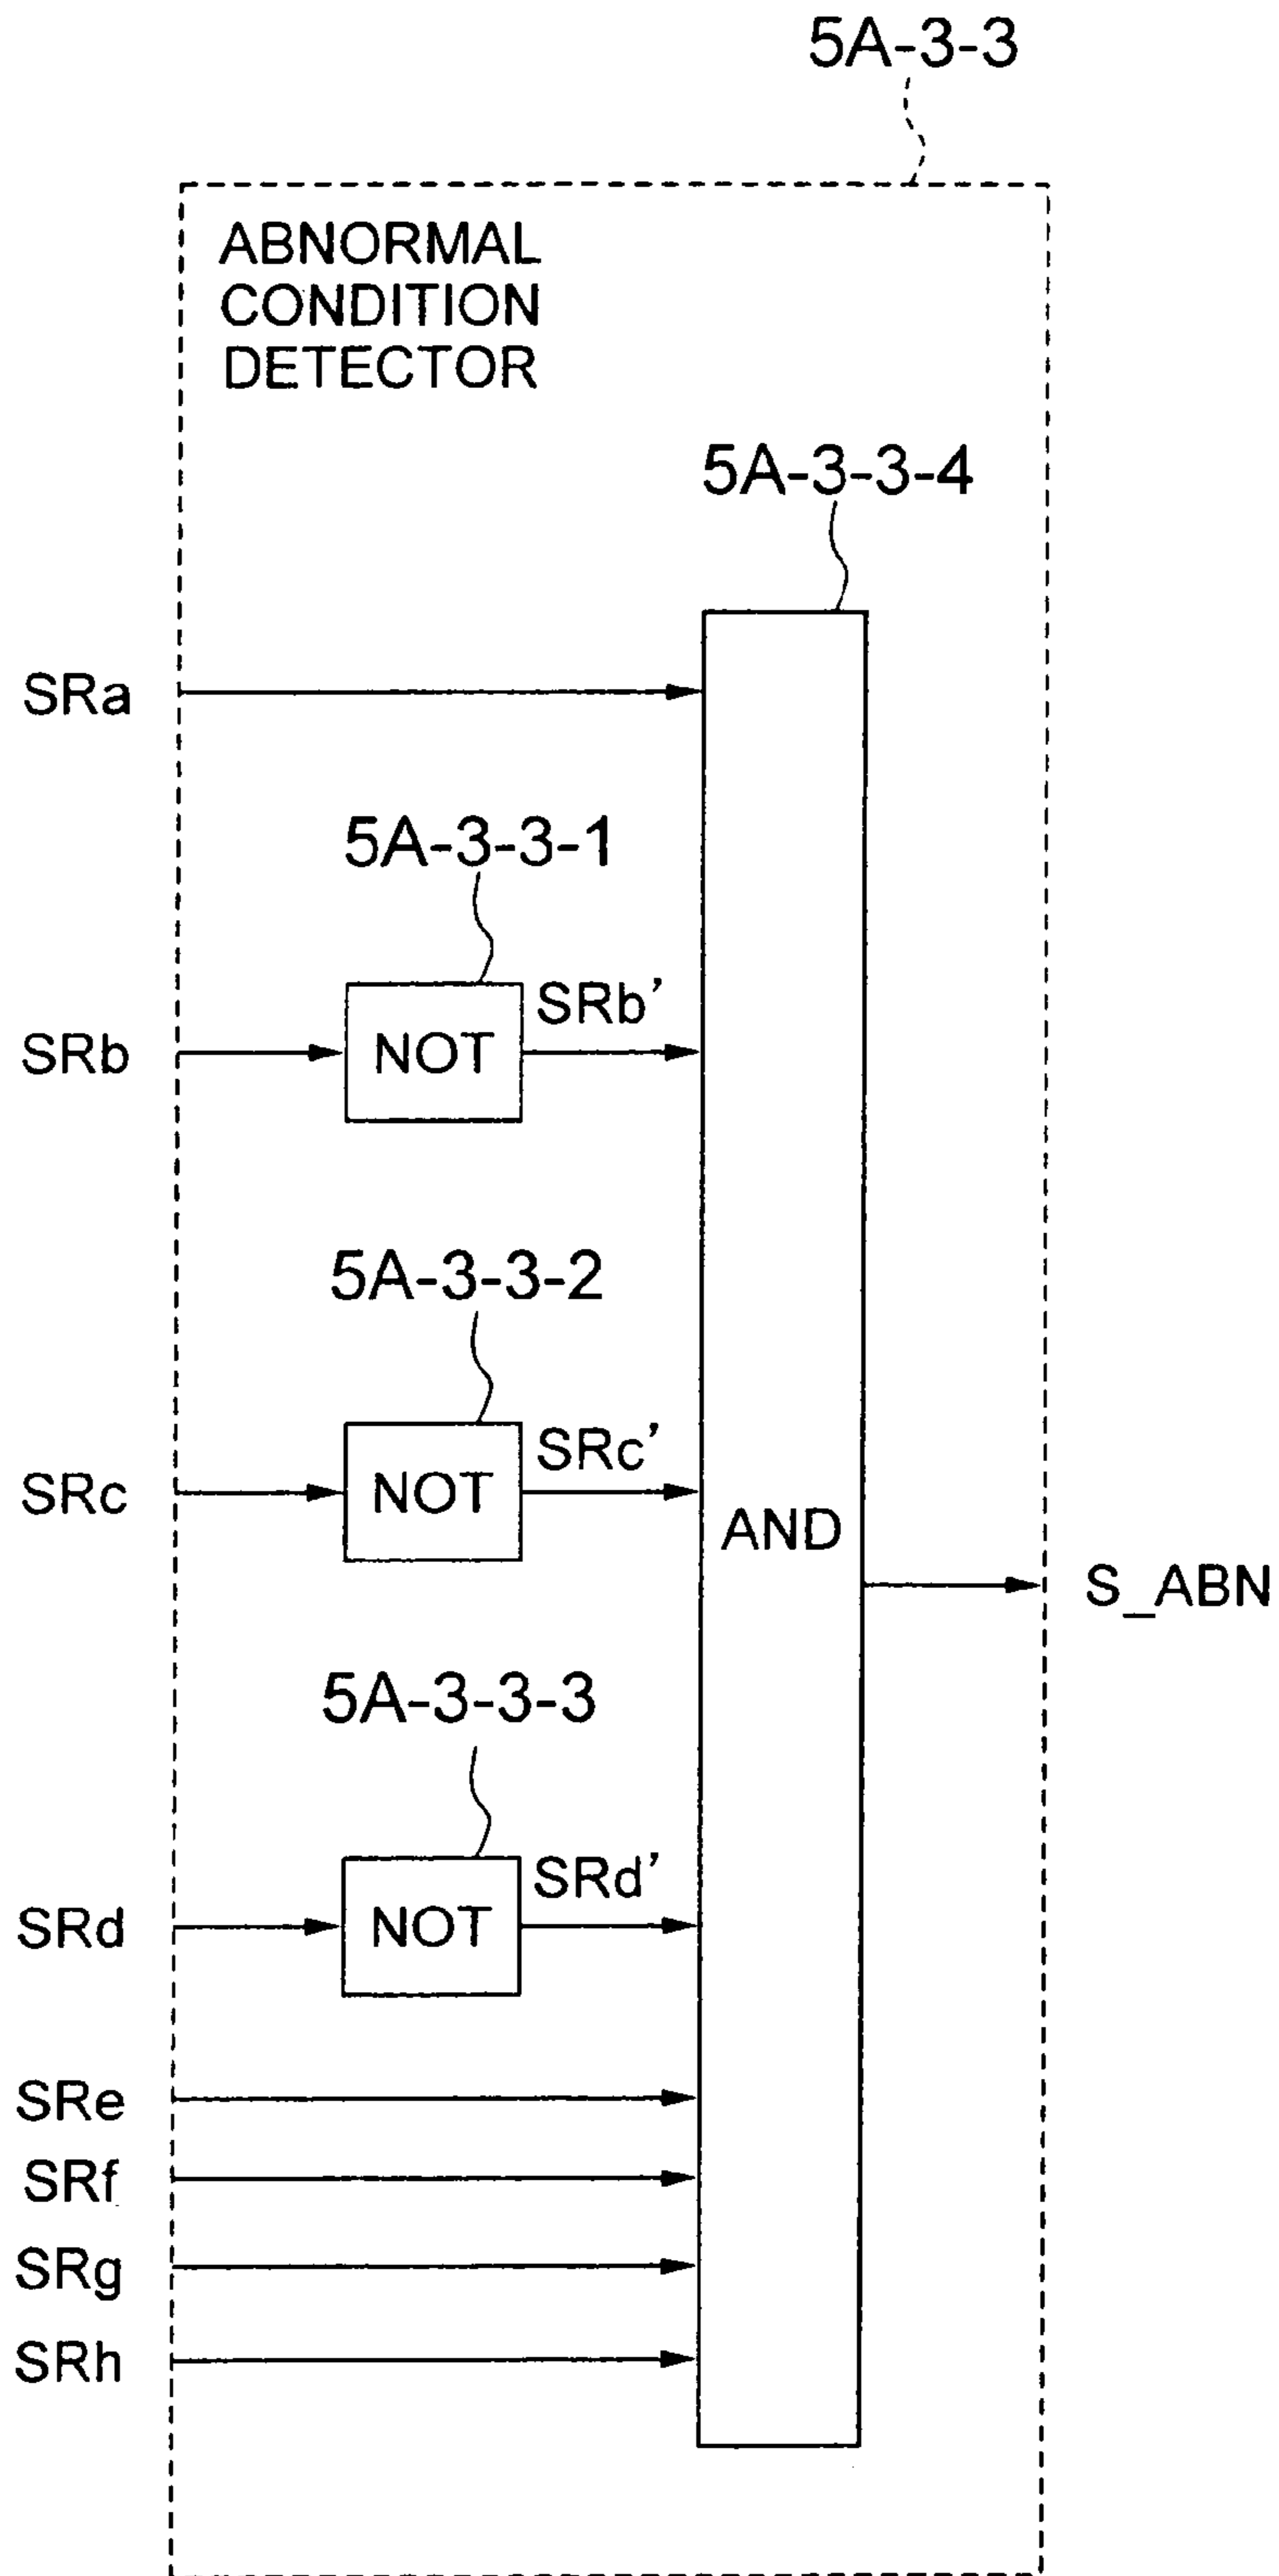 5A-3-3
ABNORMAL
CONDITION
DETECTOR
5A-3-3-4
SRa
5A-3-3-1
SRb
NOT
SRb’
5A-3-3-2
SRc
NOT
SRc’
AND
S_ABN
5A-3-3-3
SRd
NOT
SRd’
SRe
SRf
SRg
SRh